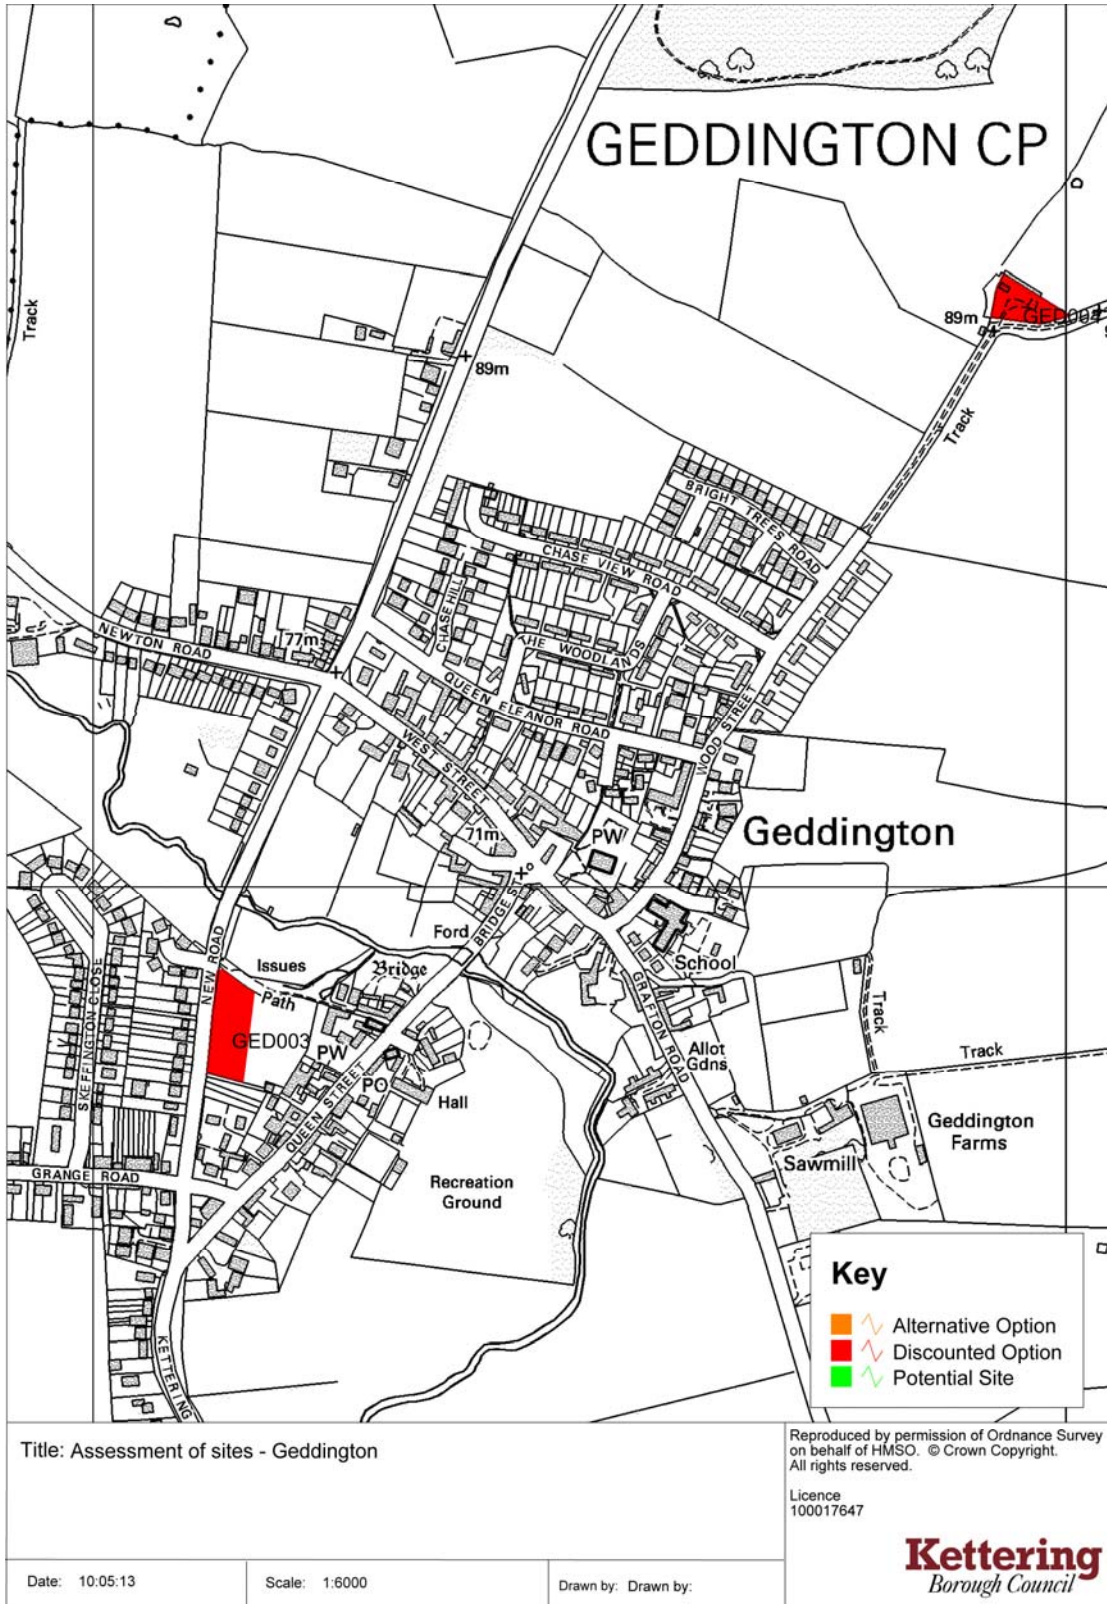 GEDDINGTON CP
Track
89m
GED004
89m
Track
BRIGHT TREES ROAD
CHASE VIEW ROAD
CHASE HILL
THE WOODLANDS
NEWTON ROAD
77m
QUEEN ELEANOR ROAD
WOOD STREET
WEST STREET
71m
PW
Geddington
BRIDGE ST
Ford
NEW ROAD
Issues
Bridge
School
SKEFFINGTON CLOSE
Path
GED003
PW
GRAFTON ROAD
Track
Track
Allot
Gdns
QUEEN STREET
PO
Hall
Geddington
Farms
Sawmill
GRANGE ROAD
Recreation
Ground
KETTERING
Key
Alternative Option
Discounted Option
Potential Site
Title: Assessment of sites - Geddington
Reproduced by permission of Ordnance Survey
on behalf of HMSO. © Crown Copyright.
All rights reserved.
Licence
100017647
Kettering
Borough Council
Date: 10:05:13
Scale: 1:6000
Drawn by: Drawn by: